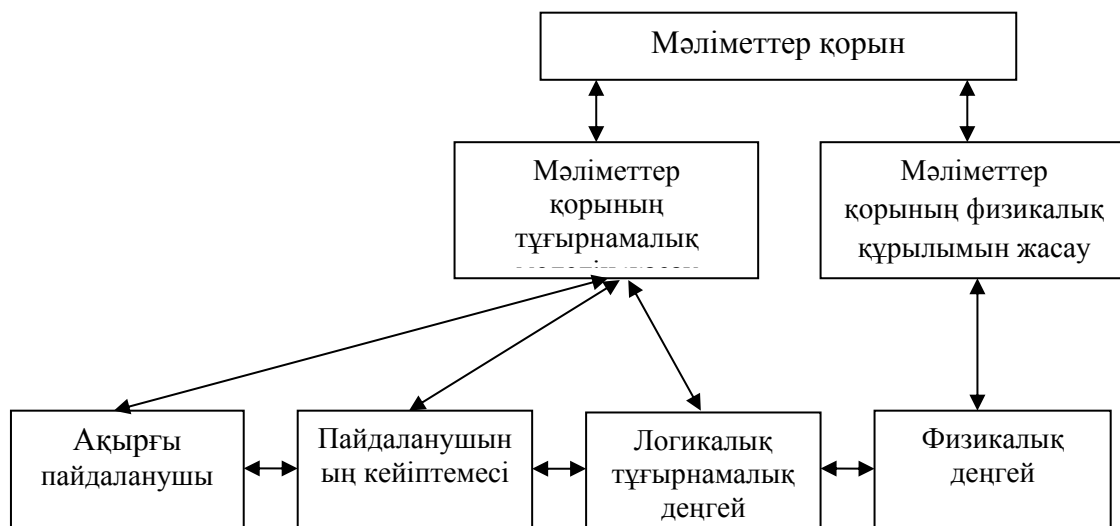 Мәліметтер қорын
Мәліметтер
қорының
тұғырнамалық
Мәліметтер
қорының физикалық
құрылымын жасау
Ақырғы
пайдаланушы
Пайдаланушын
ың кейіптемесі
Логикалық
тұғырнамалық
деңгей
Физикалық
деңгей